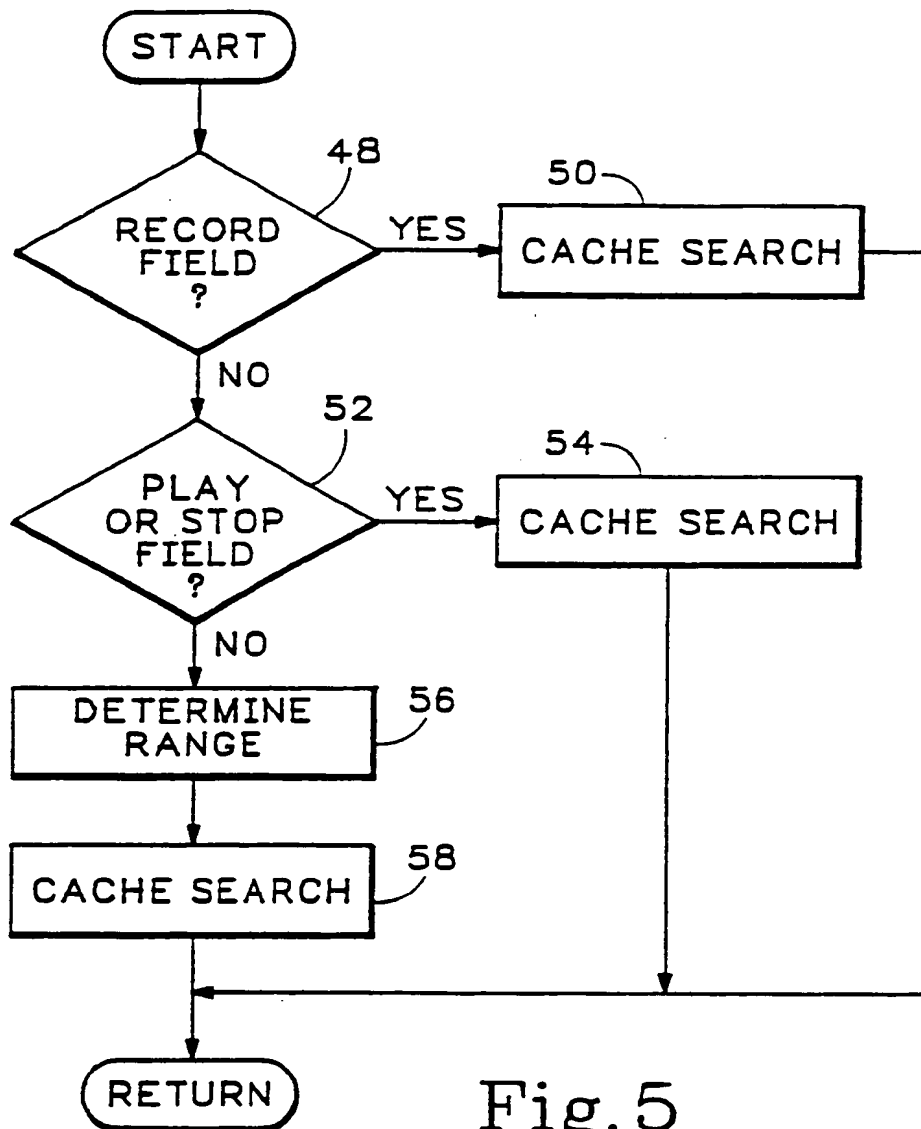 START
48
RECORD
FIELD
?
YES
50
CACHE SEARCH
NO
52
PLAY
OR STOP
FIELD
?
YES
54
CACHE SEARCH
NO
DETERMINE
RANGE
56
CACHE SEARCH
58
RETURN
Fig.5